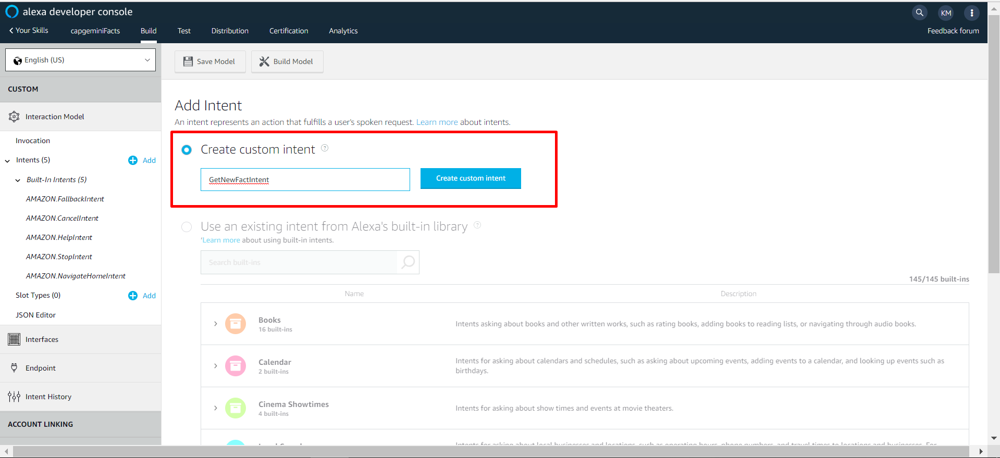 alexa developer console
KM
Your Skills
capgeminiFacts
Build
Test
Distribution
Certification
Analytics
Feedback forum
English (US)
Save Model
Build Model
CUSTOM
Interaction Model
Invocation
Intents (5)
Add
Built-In Intents (5)
AMAZON.FallbackIntent
AMAZON.CancelIntent
AMAZON.HelpIntent
AMAZON.StopIntent
AMAZON.NavigateHomeIntent
Slot Types (0)
Add
JSON Editor
Interfaces
Endpoint
Intent History
ACCOUNT LINKING
Add Intent
An intent represents an action that fulfills a user's spoken request. Learn more about intents.
Create custom intent ?
GetNewFactIntent
Create custom intent
Use an existing intent from Alexa's built-in library ?
'Learn more about using built-in intents.
Search built-ins
145/145 built-ins
Name
Description
Books
16 built-ins
Intents asking about books and other written works, such as rating books, adding books to reading lists, or navigating through audio books.
Calendar
2 built-ins
Intents for asking about calendars and schedules, such as asking about upcoming events, adding events to a calendar, and looking up events such as
birthdays.
Cinema Showtimes
4 built-ins
Intents for asking about show times and events at movie theaters.
Intents for asking about local businesses and locations, such as operating hours, phone numbers, and travel times to locations and businesses. For